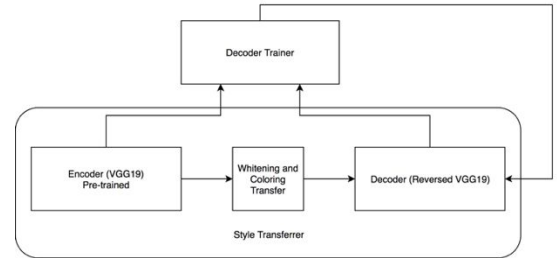 Decoder Trainer
Encoder (VGG19)
Pre-trained
Whitening and
Coloring
Transfer
Decoder (Reversed VGG19)
Style Transferrer